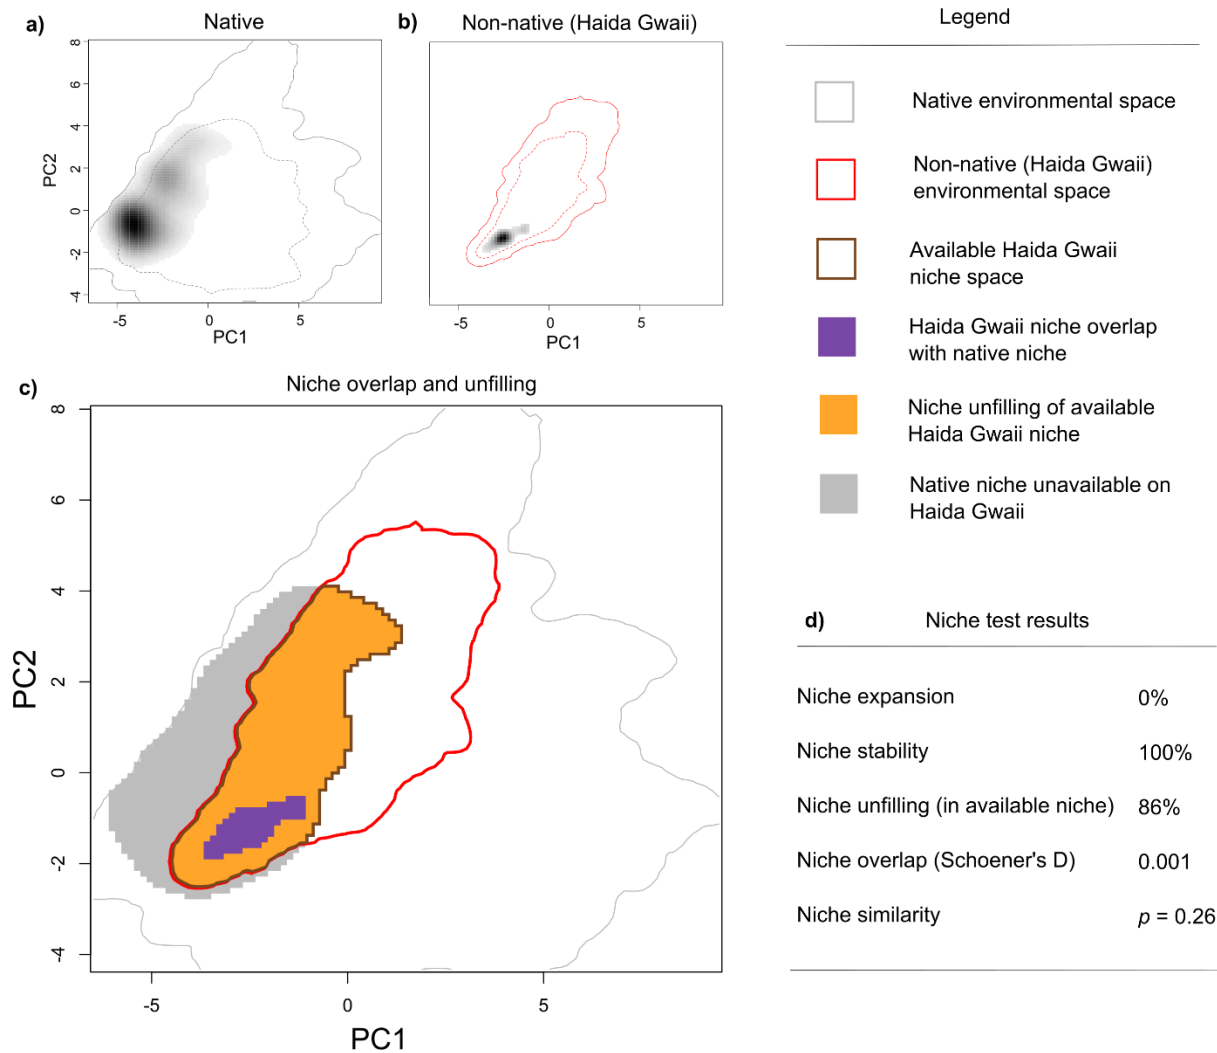 a)
Native
8
6
4
2
0
-2
-4
PC2
-5
0
5
PC1
b)
Non-native (Haida Gwaii)
-5
0
5
PC1
Legend
Native environmental space
Non-native (Haida Gwaii)
environmental space
Available Haida Gwaii
niche space
Haida Gwaii niche overlap
with native niche
Niche unfilling of available
Haida Gwaii niche
Native niche unavailable on
Haida Gwaii
c)
Niche overlap and unfilling
8
6
4
2
0
-2
-4
PC2
-5
0
5
PC1
d)
Niche test results
Niche expansion 0%
Niche stability 100%
Niche unfilling (in available niche) 86%
Niche overlap (Schoener's D) 0.001
Niche similarity p = 0.26